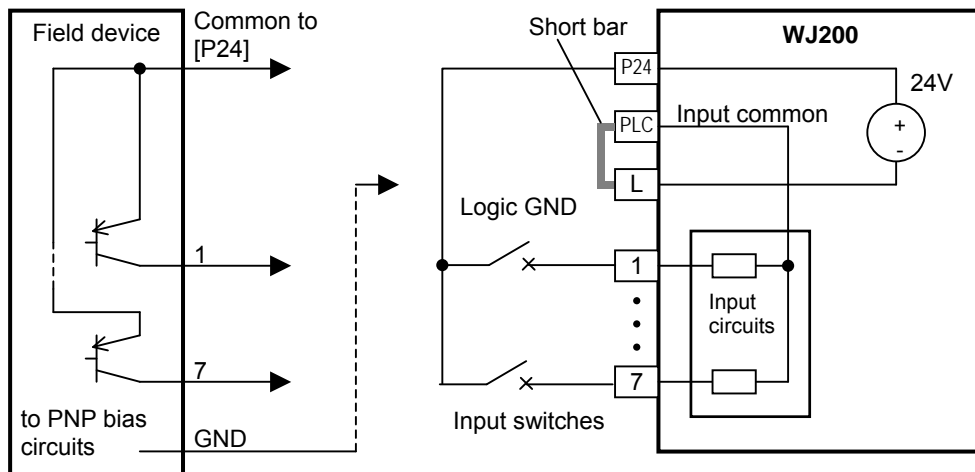 Field device
Common to
[P24]
1
7
to PNP bias
circuits
GND
Short bar
WJ200
P24
24V
PLC
Input common
+
-
L
Logic GND
1
Input
circuits
7
Input switches